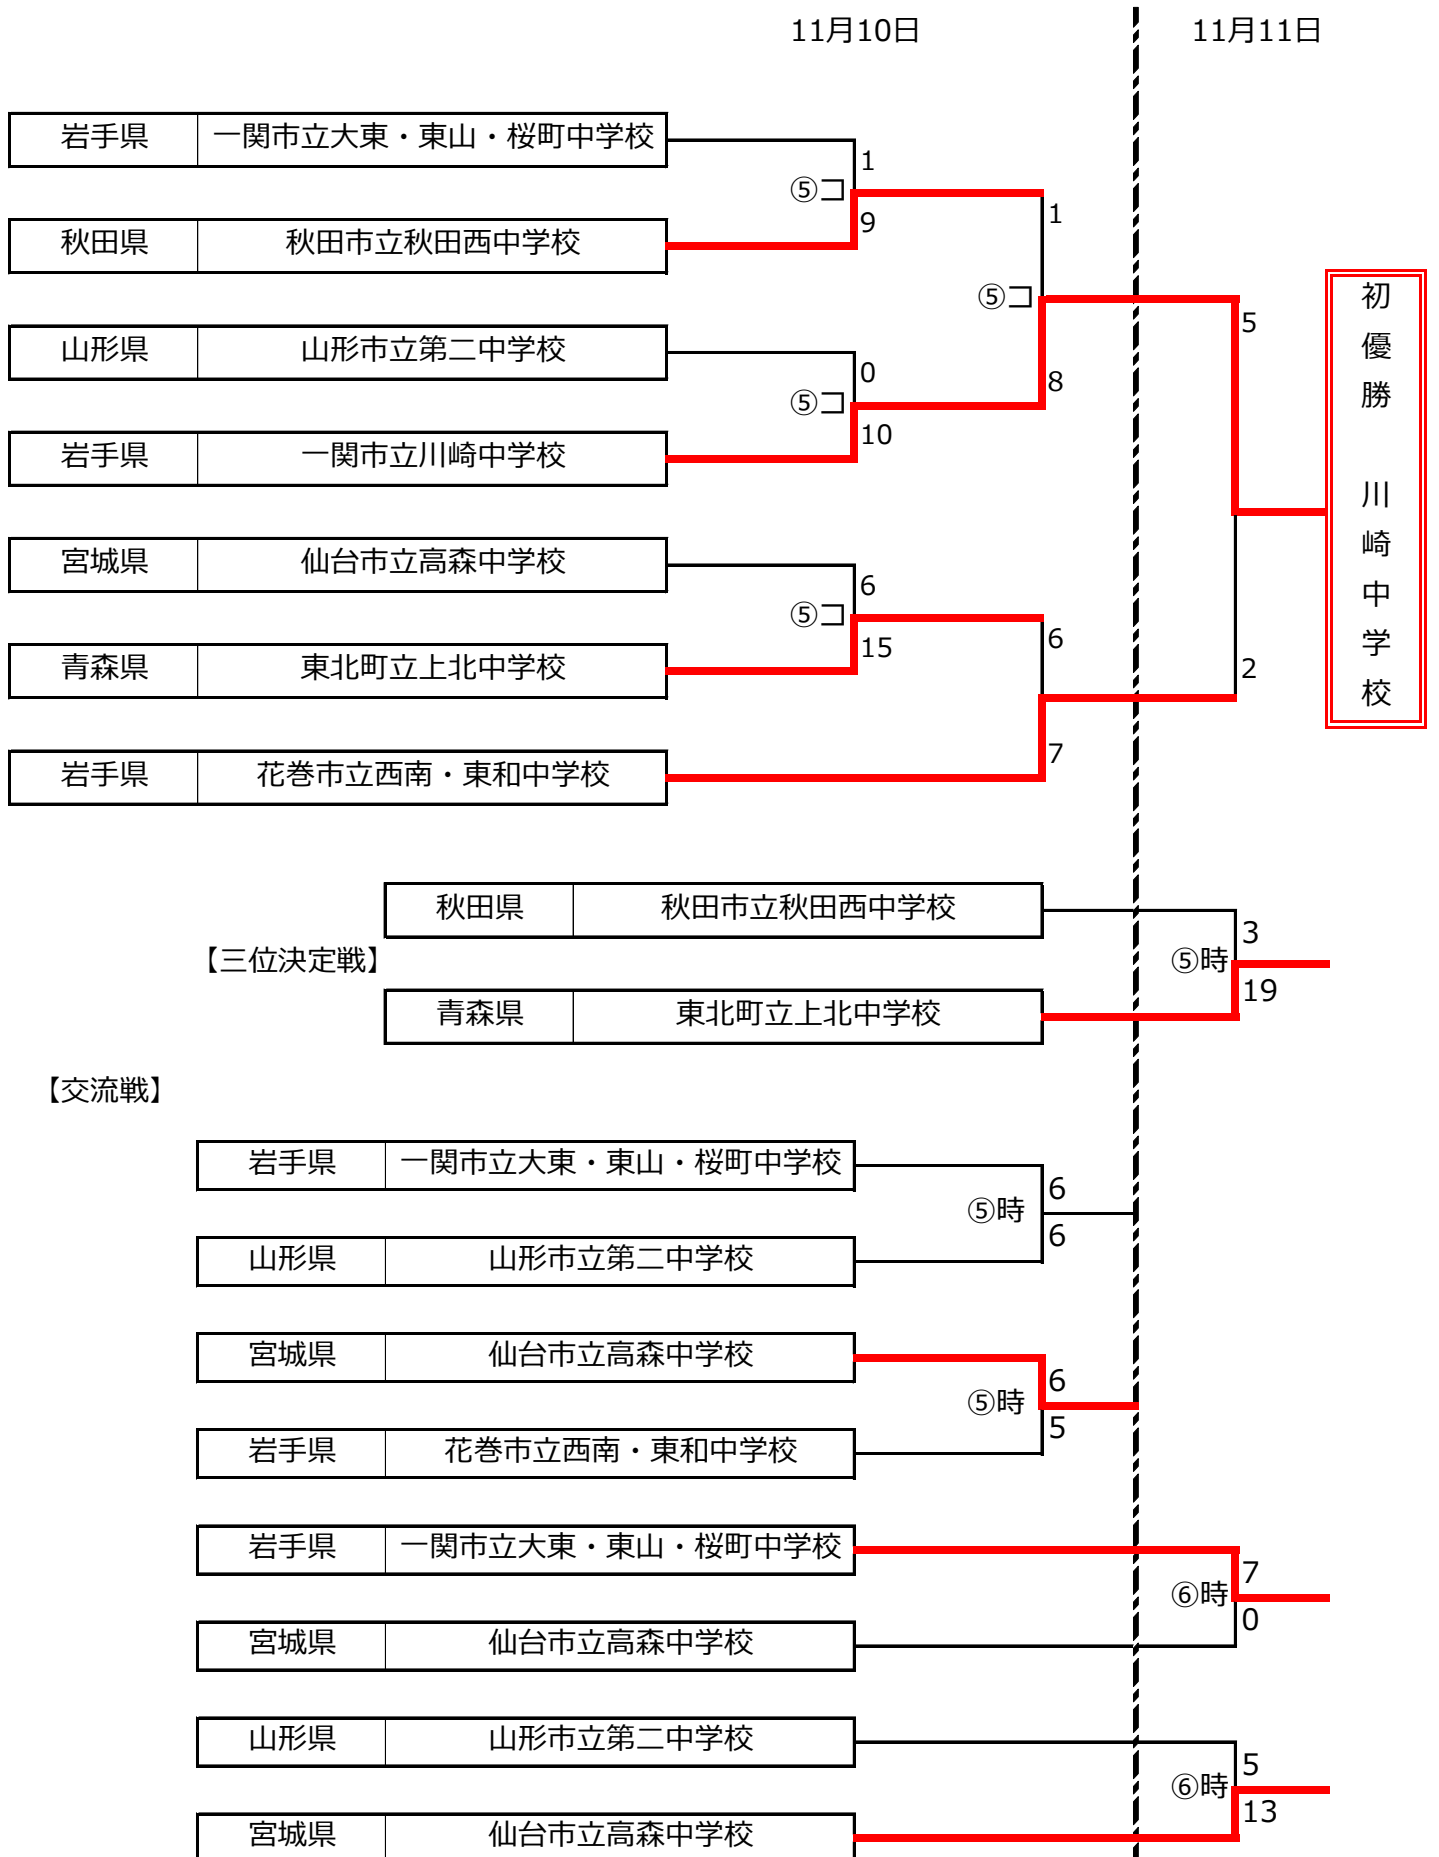 11月10日 11月11日
岩手県 一関市立大東・東山・桜町中学校
1
⑤コ
9
秋田県 秋田市立秋田西中学校
1
⑤コ
8
山形県 山形市立第二中学校
0
⑤コ
10
岩手県 一関市立川崎中学校
5
2
初優勝 川崎中学校
宮城県 仙台市立高森中学校
6
⑤コ
15
青森県 東北町立上北中学校
6
7
岩手県 花巻市立西南・東和中学校
秋田県 秋田市立秋田西中学校
3
【三位決定戦】 ⑤時
19
青森県 東北町立上北中学校
【交流戦】
岩手県 一関市立大東・東山・桜町中学校
6
⑤時
6
山形県 山形市立第二中学校
宮城県 仙台市立高森中学校
6
⑤時
5
岩手県 花巻市立西南・東和中学校
岩手県 一関市立大東・東山・桜町中学校
7
⑥時
0
宮城県 仙台市立高森中学校
山形県 山形市立第二中学校
5
⑥時
13
宮城県 仙台市立高森中学校